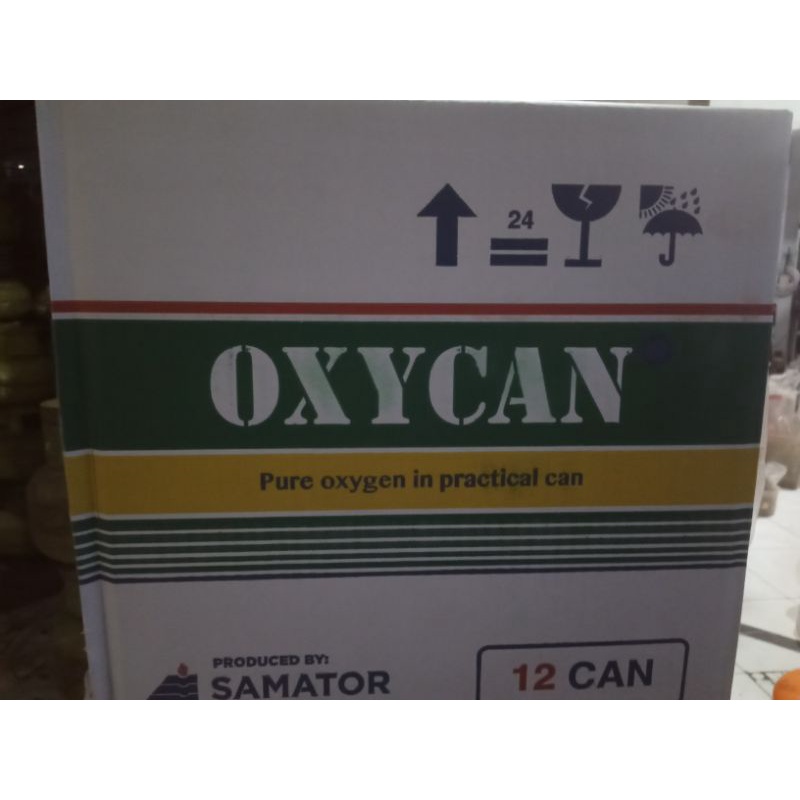 24
OXYCAN
Pure oxygen in practical can
PRODUCED BY:
SAMATOR
12 CAN